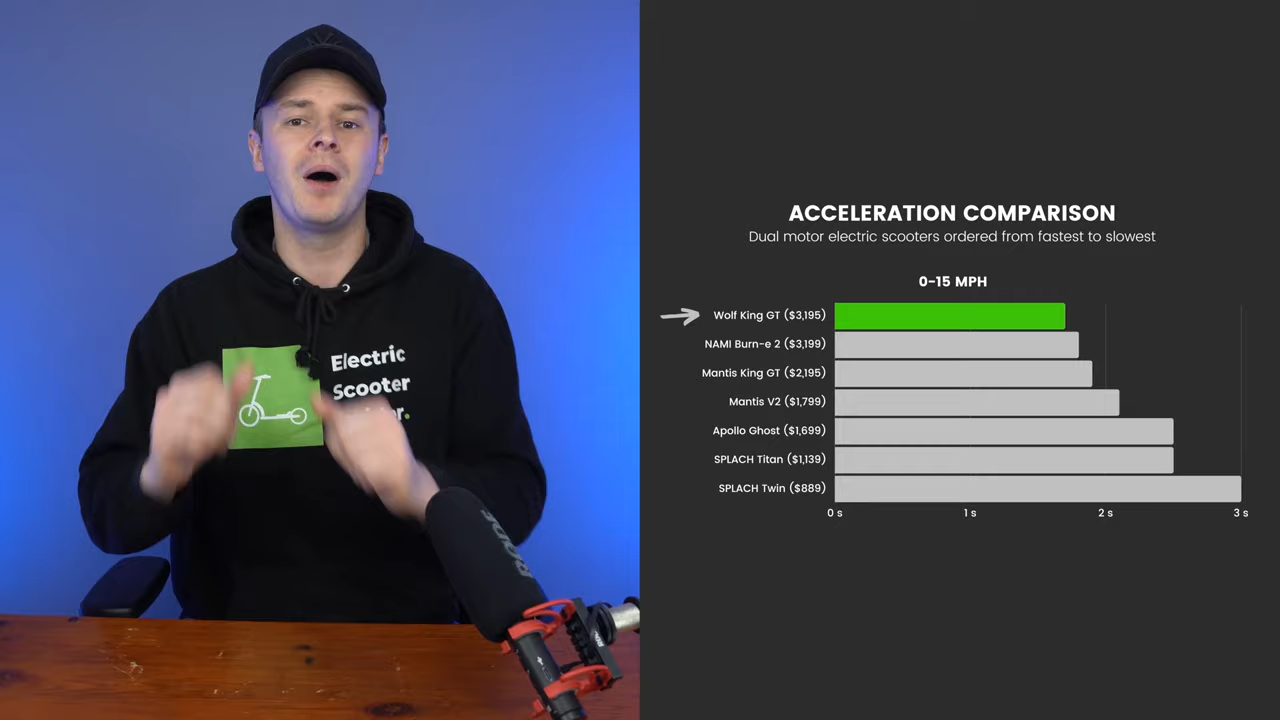 Electric
Scooter
RODE
ACCELERATION COMPARISON
Dual motor electric scooters ordered from fastest to slowest
0-15 MPH
Wolf King GT ($3,195)
NAMI Burn-e 2 ($3,199)
Mantis King GT ($2,195)
Mantis V2 ($1,799)
Apollo Ghost ($1,699)
SPLACH Titan ($1,139)
SPLACH Twin ($889)
0 s 1 s 2 s 3 s